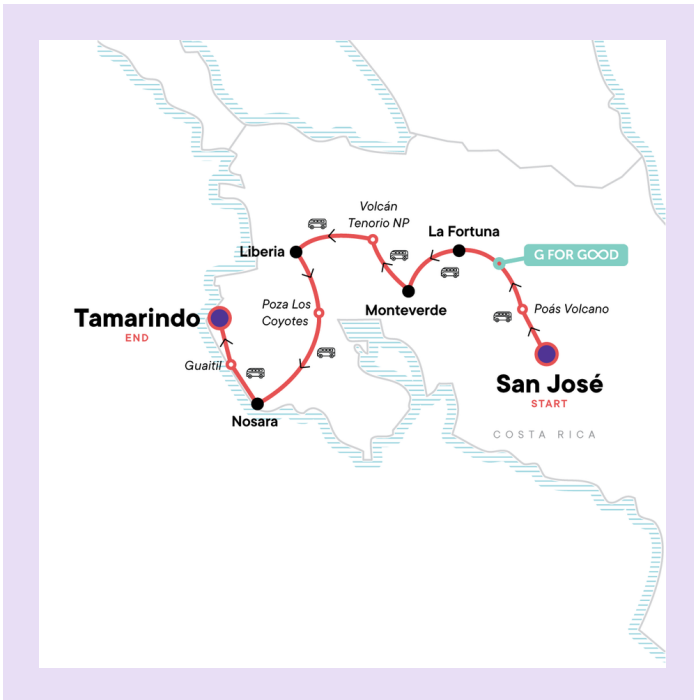 Volcán
Tenorio NP
La Fortuna
Liberia
G FOR GOOD
Monteverde
Poza Los
Coyotes
Poás Volcano
Tamarindo
END
Guaitil
San José
START
Nosara
COSTA RICA